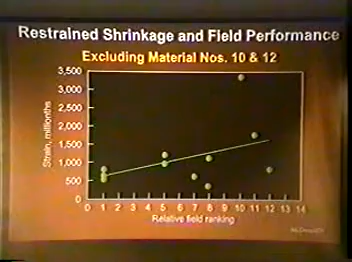 Restrained Shrinkage and Field Performance
Excluding Material Nos. 10 & 12
3,500
3,000
2,500
2,000
1,500
1,000
500
0
Strain, millionths
0 1 2 3 4 5 6 7 8 9 10 11 12 13 14
Relative field ranking